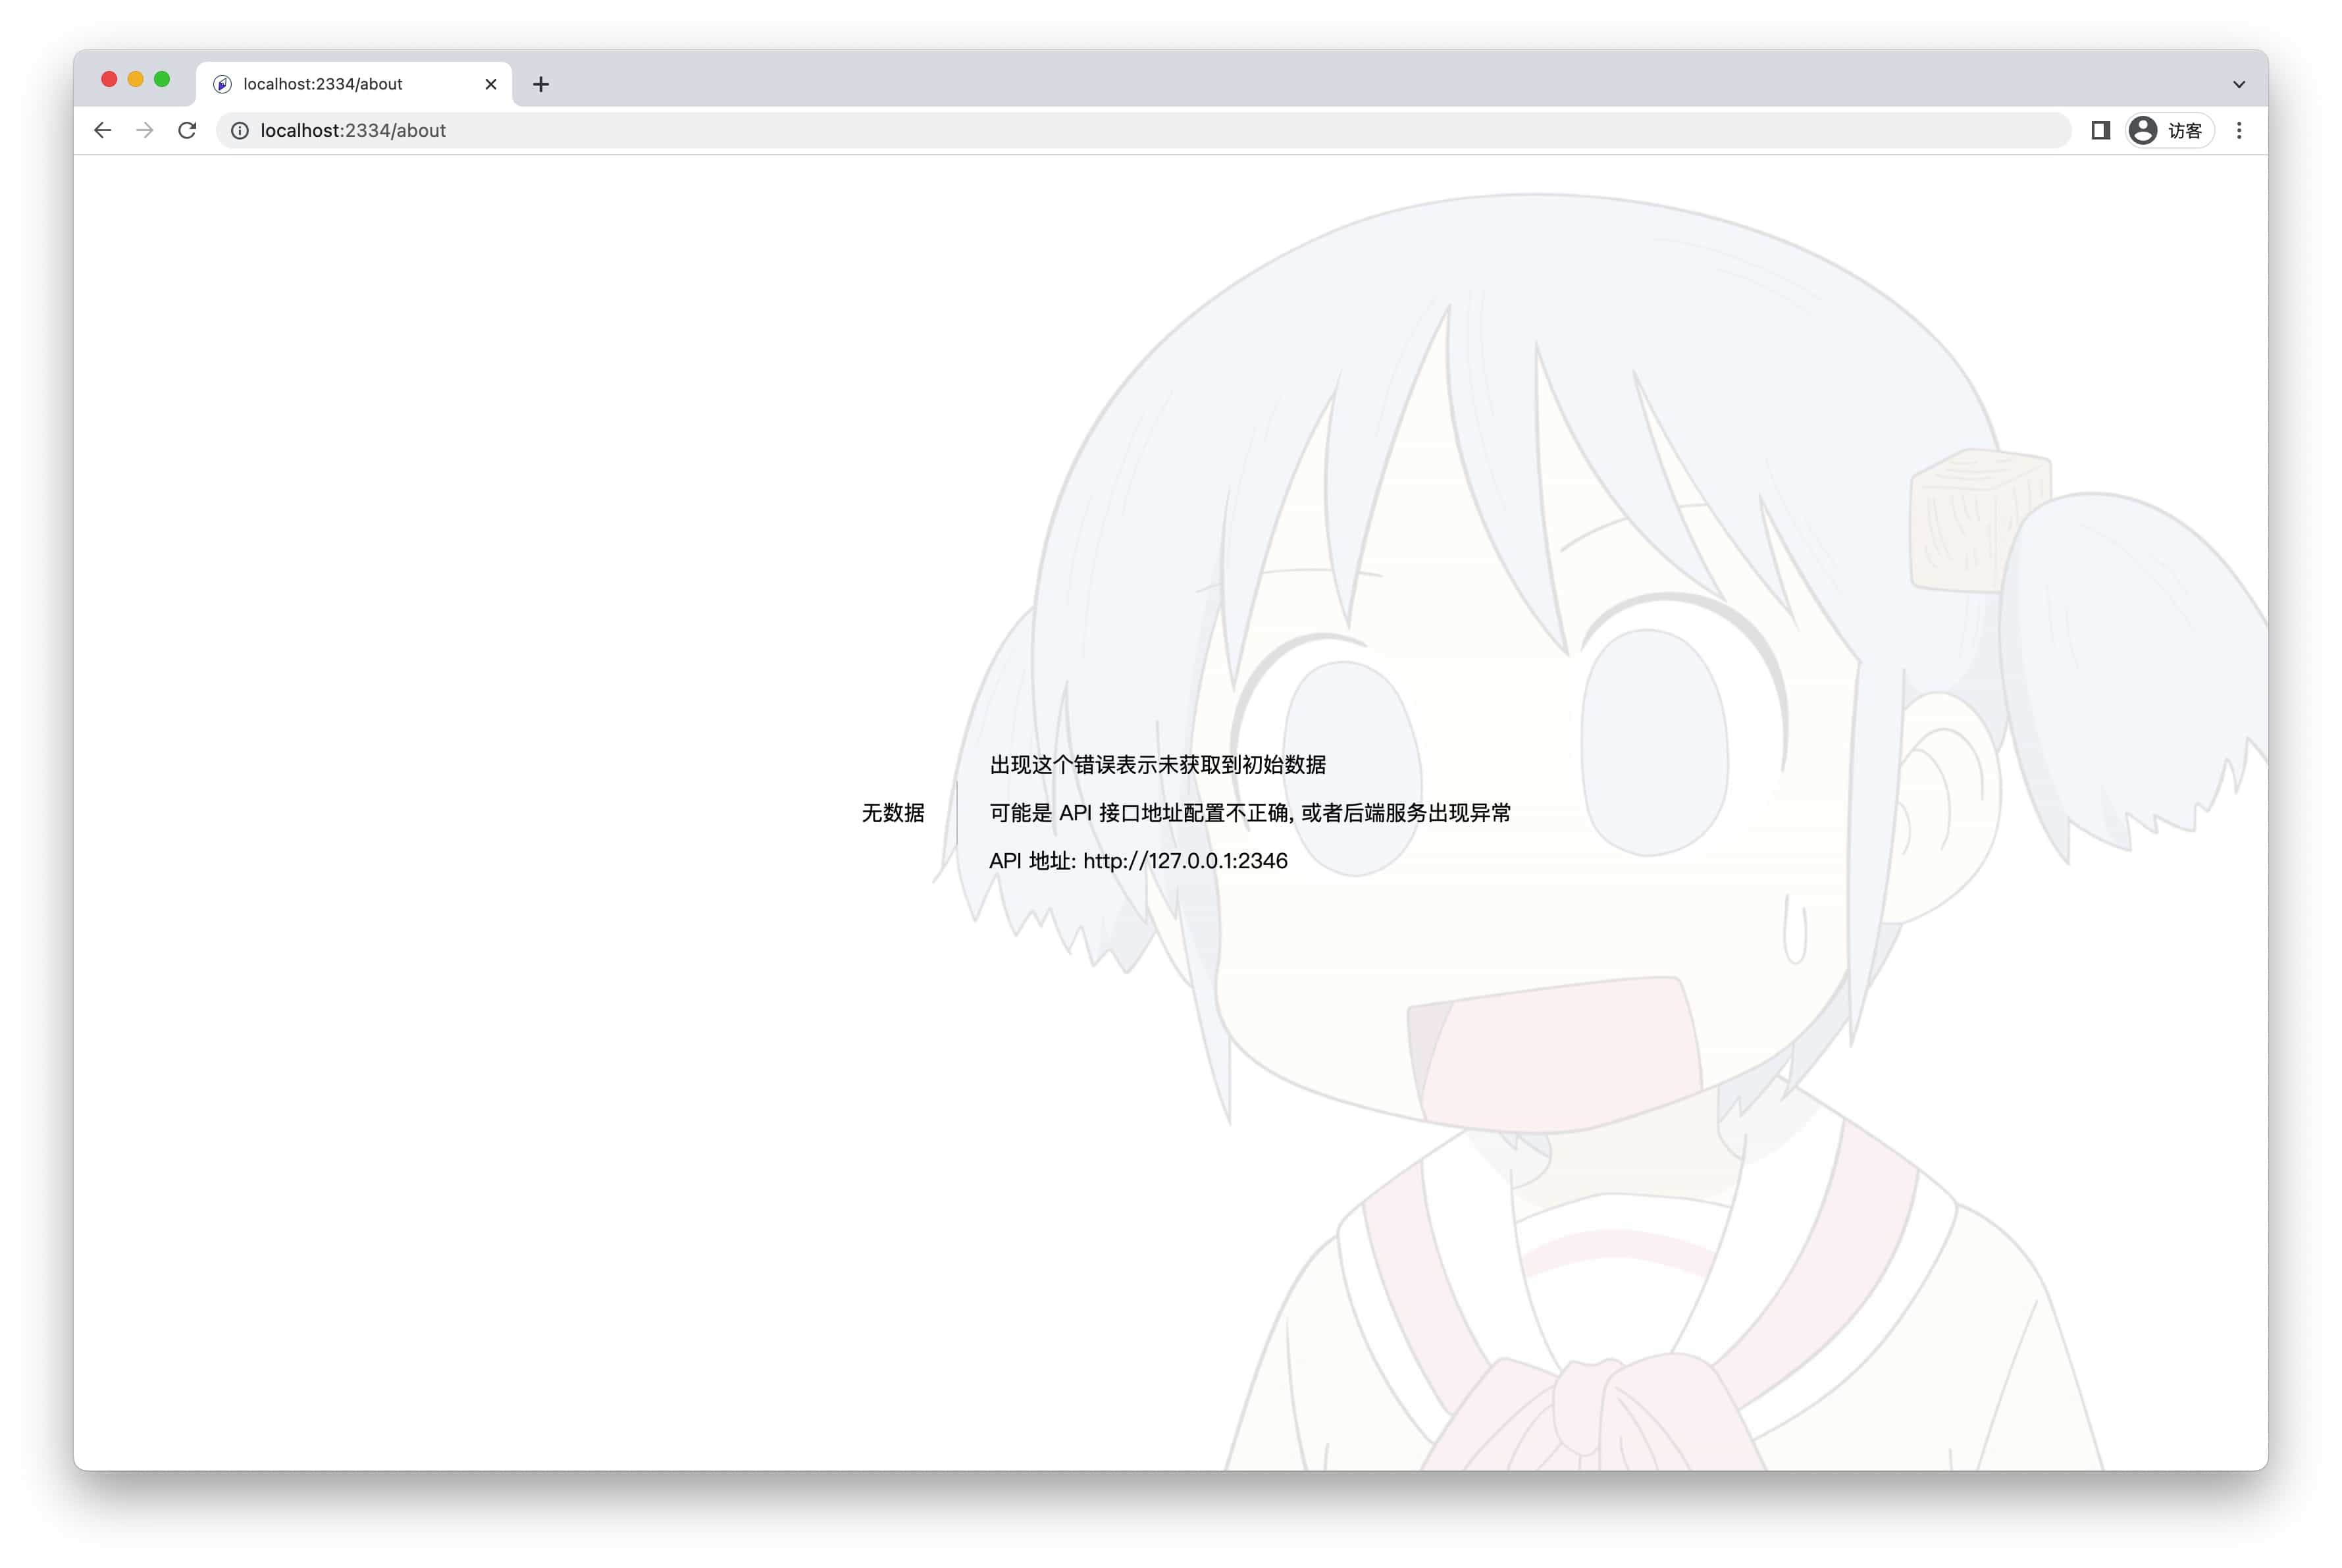 localhost:2334/about
localhost:2334/about
访客
出现这个错误表示未获取到初始数据
无数据
可能是 API 接口地址配置不正确, 或者后端服务出现异常
API 地址: http://127.0.0.1:2346